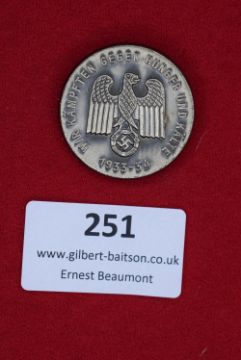 WIR KÄMPFTEN GEGEN HUNGER UND KÄLTE
1933-34
251
www.gilbert-baitson.co.uk
Ernest Beaumont